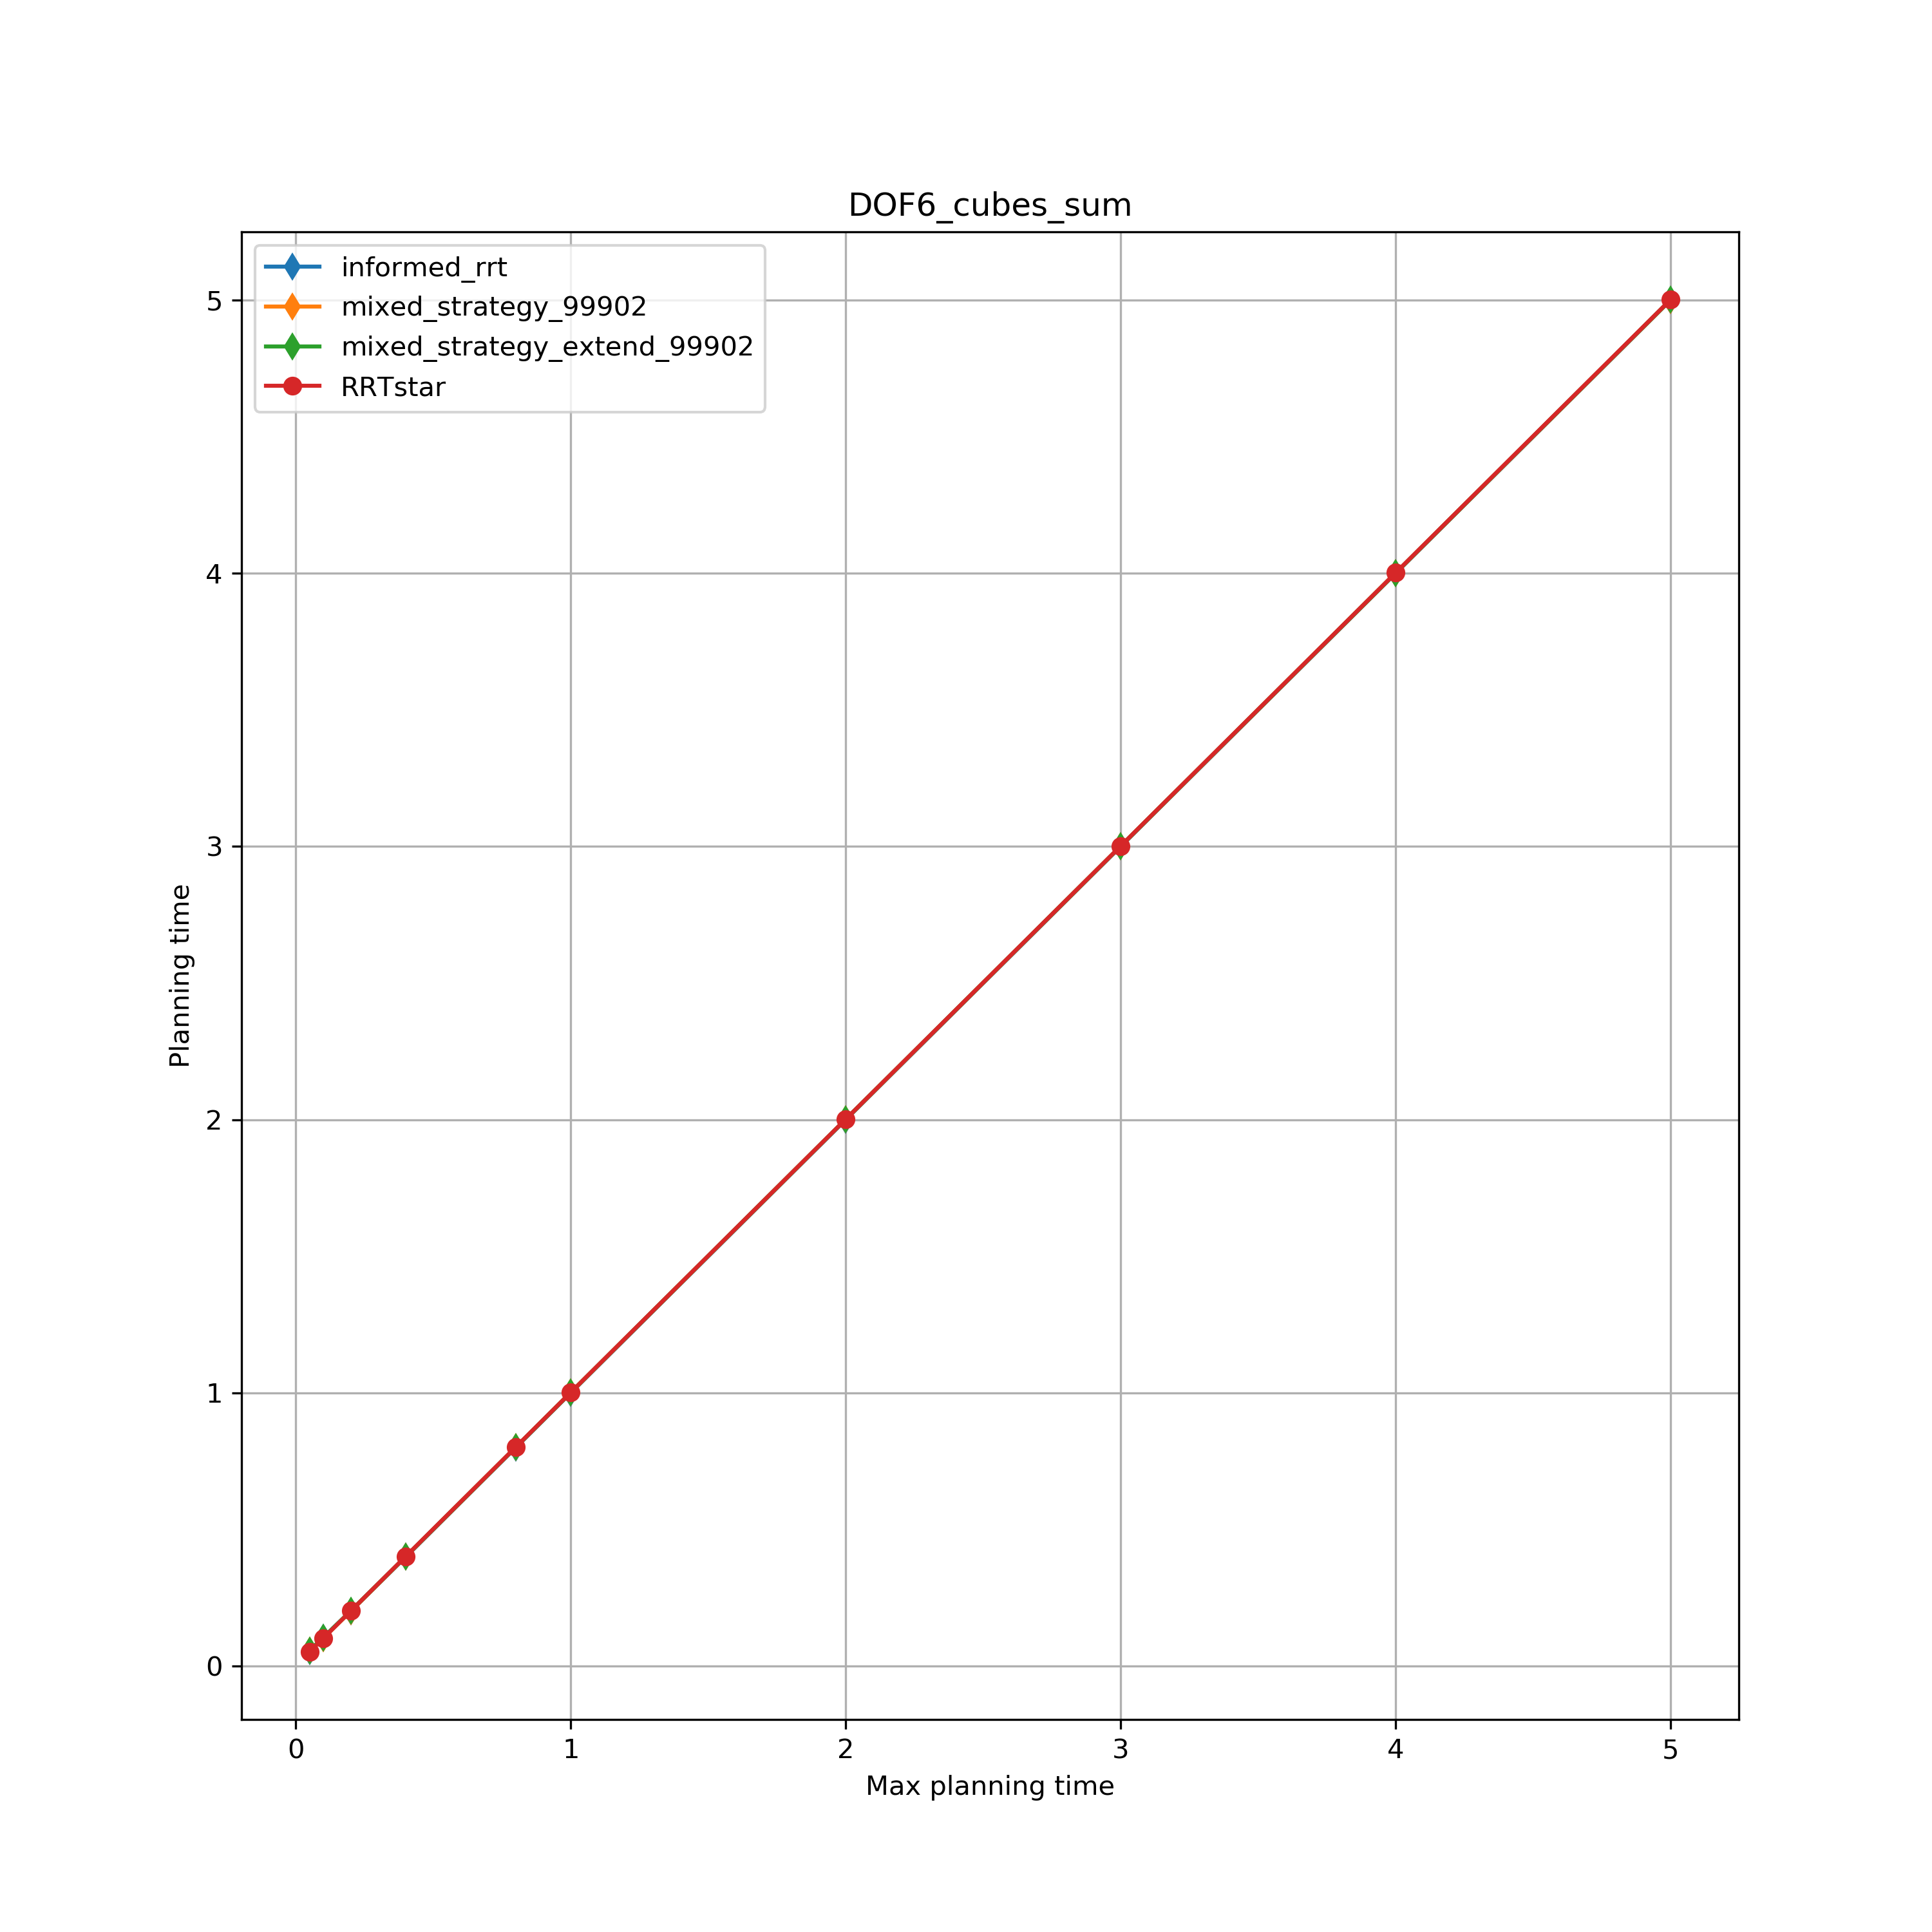 DOF6_cubes_sum
informed_rrt
mixed_strategy_99902
mixed_strategy_extend_99902
RRTstar
5
4
3
2
1
0
Planning time
0 1 2 3 4 5
Max planning time